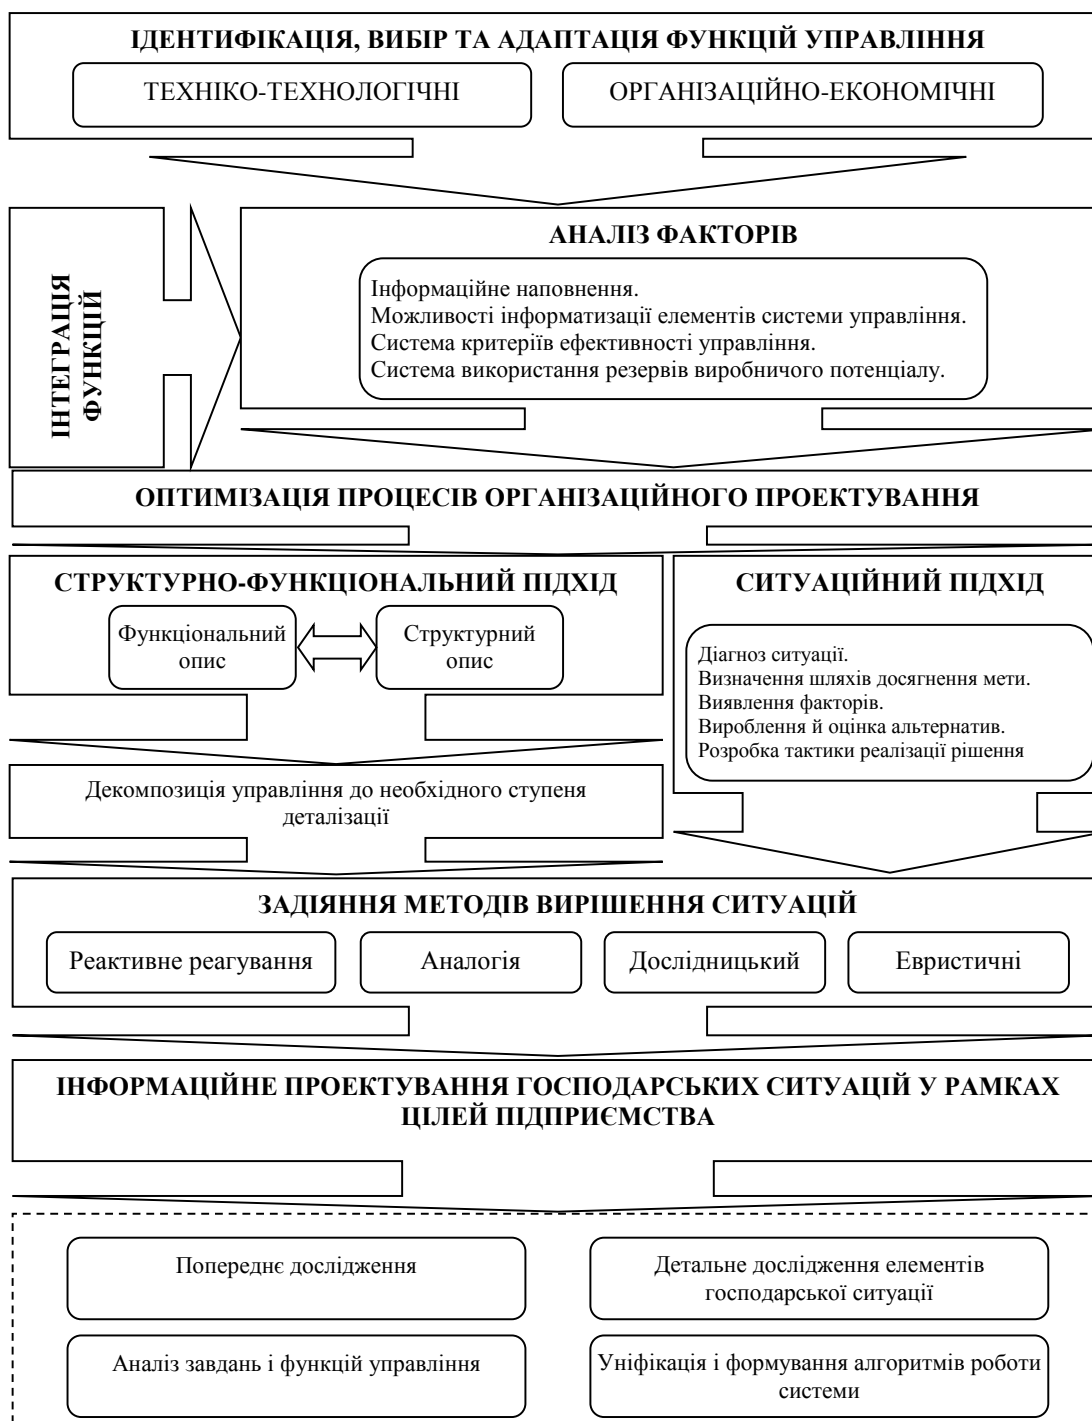 ІДЕНТИФІКАЦІЯ, ВИБІР ТА АДАПТАЦІЯ ФУНКЦІЙ УПРАВЛІННЯ
ТЕХНІКО-ТЕХНОЛОГІЧНІ
ОРГАНІЗАЦІЙНО-ЕКОНОМІЧНІ
ІНТЕГРАЦІЯ
ФУНКЦІЙ
АНАЛІЗ ФАКТОРІВ
Інформаційне наповнення.
Можливості інформатизації елементів системи управління.
Система критеріїв ефективності управління.
Система використання резервів виробничого потенціалу.
ОПТИМІЗАЦІЯ ПРОЦЕСІВ ОРГАНІЗАЦІЙНОГО ПРОЕКТУВАННЯ
СТРУКТУРНО-ФУНКЦІОНАЛЬНИЙ ПІДХІД
Функціональний
опис
Структурний
опис
Декомпозиція управління до необхідного ступеня
деталізації
СИТУАЦІЙНИЙ ПІДХІД
Діагноз ситуації.
Визначення шляхів досягнення мети.
Виявлення факторів.
Вироблення й оцінка альтернатив.
Розробка тактики реалізації рішення
ЗАДІЯННЯ МЕТОДІВ ВИРІШЕННЯ СИТУАЦІЙ
Реактивне реагування
Аналогія
Дослідницький
Евристичні
ІНФОРМАЦІЙНЕ ПРОЕКТУВАННЯ ГОСПОДАРСЬКИХ СИТУАЦІЙ У РАМКАХ
ЦІЛЕЙ ПІДПРИЄМСТВА
Попереднє дослідження
Детальне дослідження елементів
господарської ситуації
Аналіз завдань і функцій управління
Уніфікація і формування алгоритмів роботи
системи